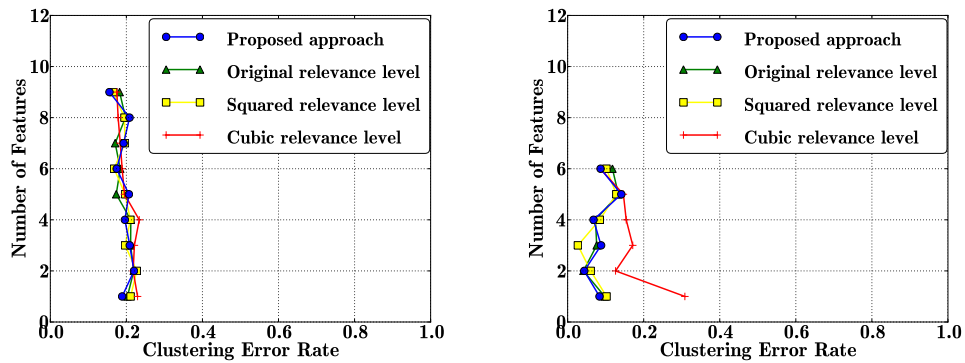 12
10
8
6
4
2
0
Number of Features
0.0 0.2 0.4 0.6 0.8 1.0
Clustering Error Rate
Proposed approach
Original relevance level
Squared relevance level
Cubic relevance level
12
10
8
6
4
2
0
Number of Features
0.0 0.2 0.4 0.6 0.8 1.0
Clustering Error Rate
Proposed approach
Original relevance level
Squared relevance level
Cubic relevance level